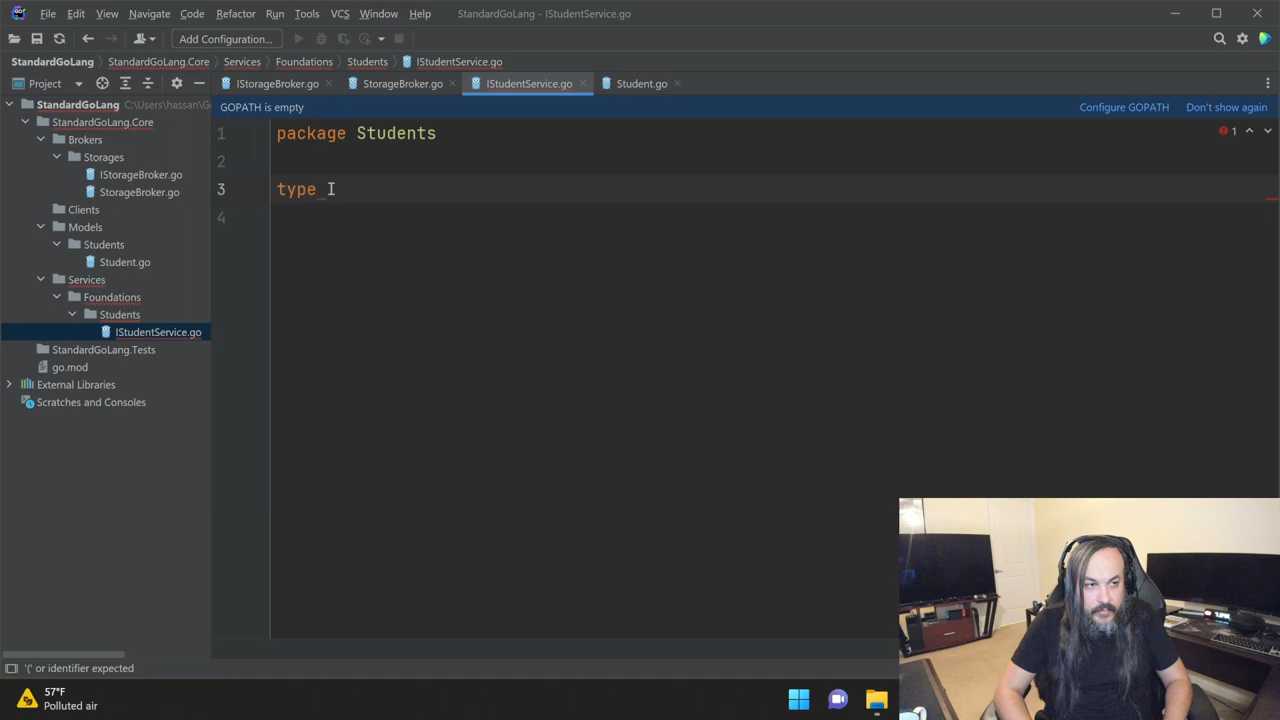 File Edit View Navigate Code Refactor Run Tools VCS Window Help StandardGoLang - IStudentService.go
Add Configuration...
StandardGoLang StandardGoLang.Core Services Foundations Students IStudentService.go
Project IStorageBroker.go StorageBroker.go IStudentService.go Student.go
StandardGoLang C:\Users\hassan\Go
GOPATH is empty Configure GOPATH Don't show again
StandardGoLang.Core
Brokers
Storages
IStorageBroker.go
StorageBroker.go
Clients
Models
Students
Student.go
Services
Foundations
Students
IStudentService.go
StandardGoLang.Tests
go.mod
External Libraries
Scratches and Consoles
1 package Students
1
2
3 type
4
'(' or identifier expected
57°F
Polluted air